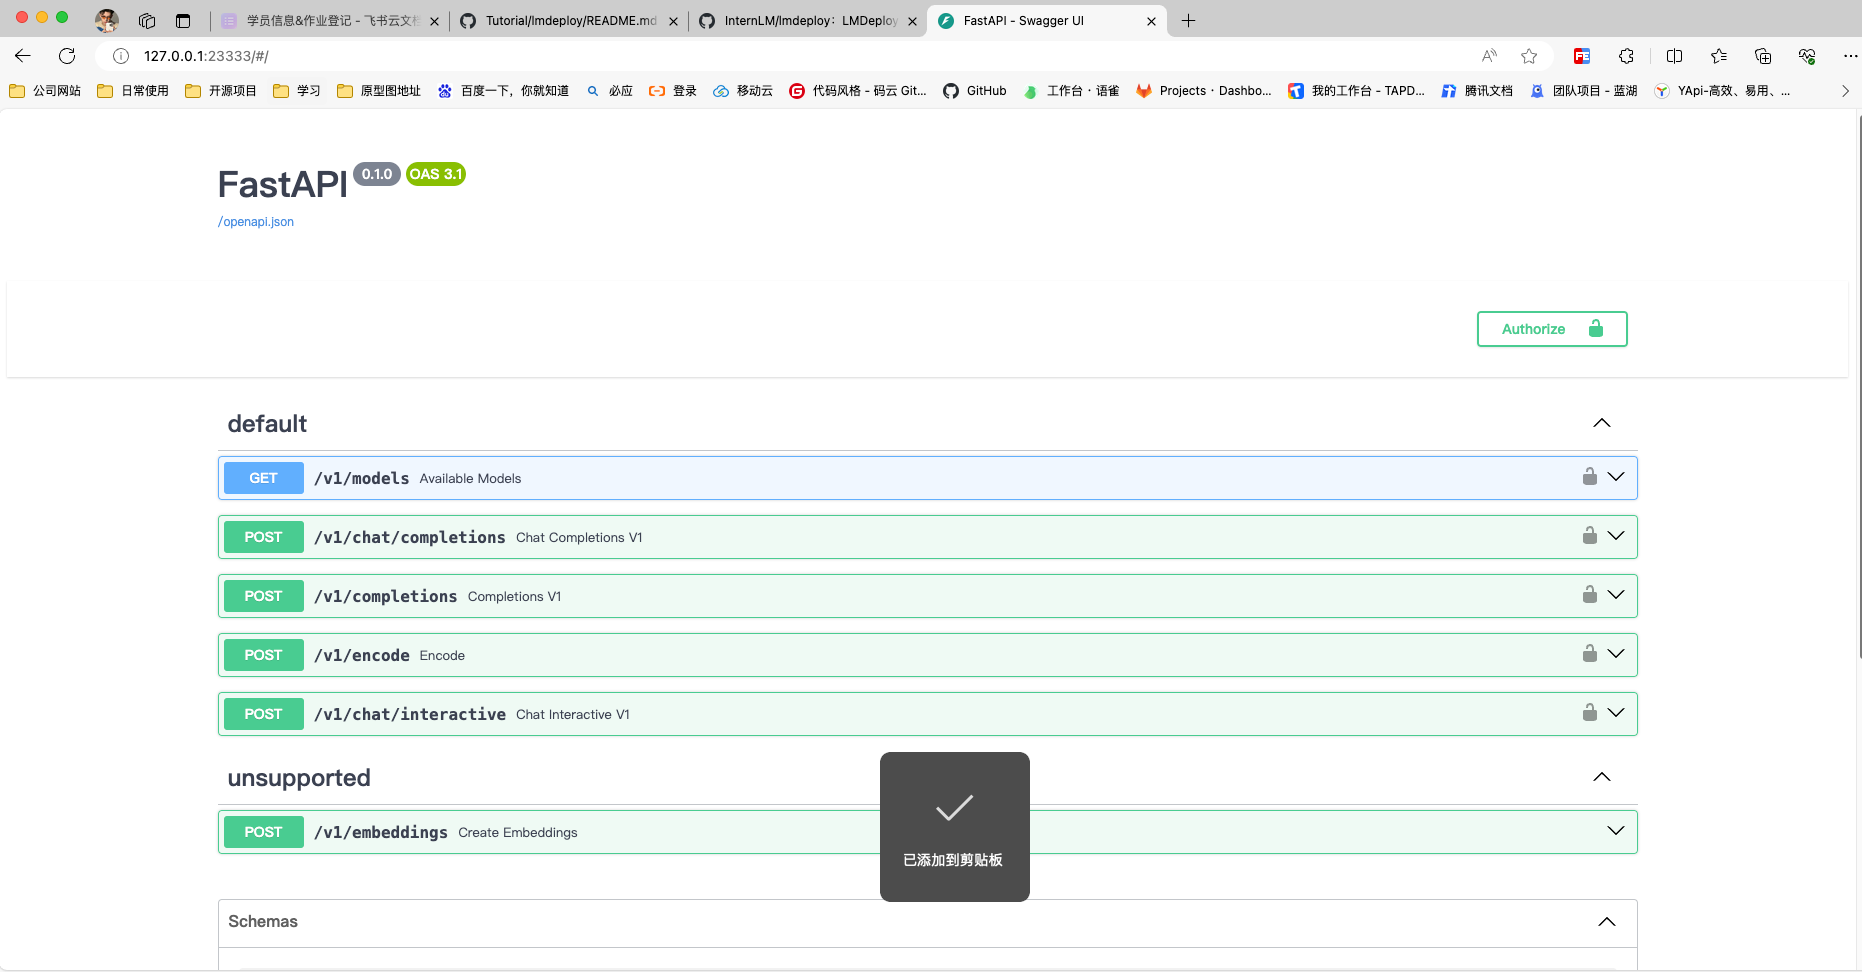 学员信息&作业登记 - 飞书云文档
Tutorial/lmdeploy/README.md
InternLM/lmdeploy: LMDeploy
FastAPI - Swagger UI
127.0.0.1:23333/#/
公司网站
日常使用
开源项目
学习
原型图地址
百度一下，你就知道
必应
登录
移动云
代码风格 - 码云 Git...
GitHub
工作台 · 语雀
Projects · Dashbo...
我的工作台 - TAPD...
腾讯文档
团队项目 - 蓝湖
YApi-高效、易用、...
FastAPI 0.1.0 OAS 3.1
/openapi.json
Authorize
default
GET /v1/models Available Models
POST /v1/chat/completions Chat Completions V1
POST /v1/completions Completions V1
POST /v1/encode Encode
POST /v1/chat/interactive Chat Interactive V1
unsupported
POST /v1/embeddings Create Embeddings
已添加到剪贴板
Schemas